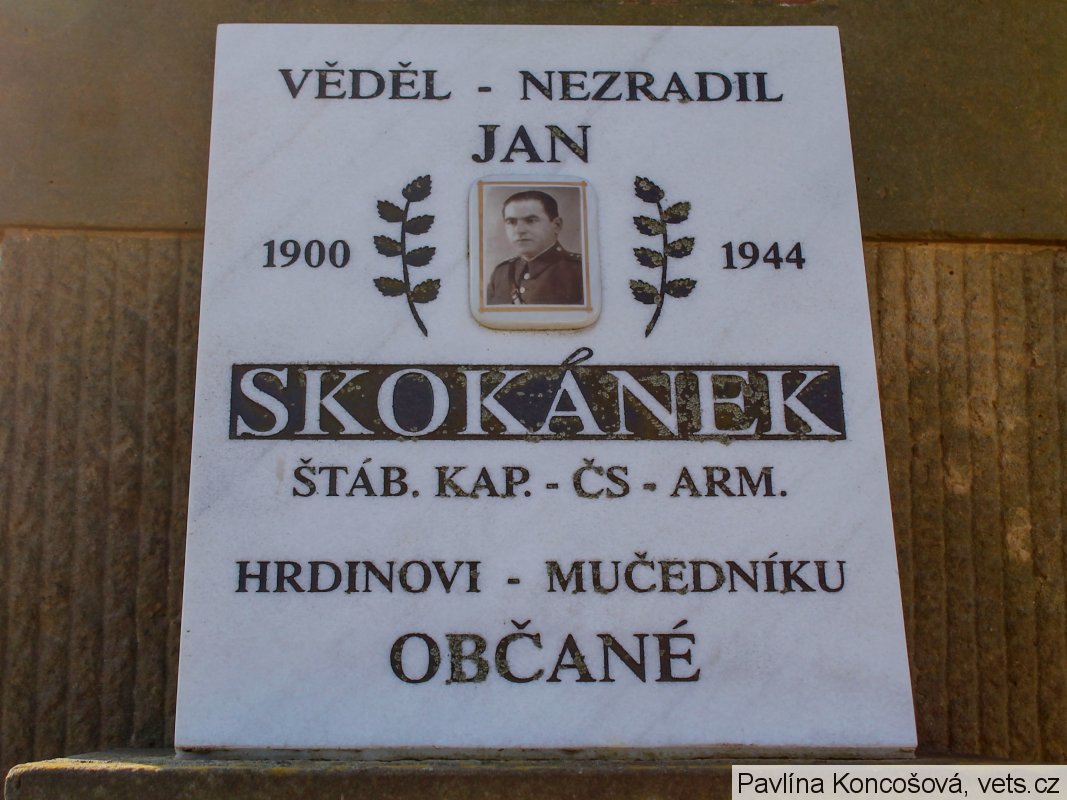 VĚDĚL - NEZRADIL
JAN
1900 1944
SKOKÁNEK
ŠTÁB. KAP. - ČS - ARM.
HRDINOVI - MUČEDNÍKU
OBČANÉ
Pavlína Koncošová, vets.cz